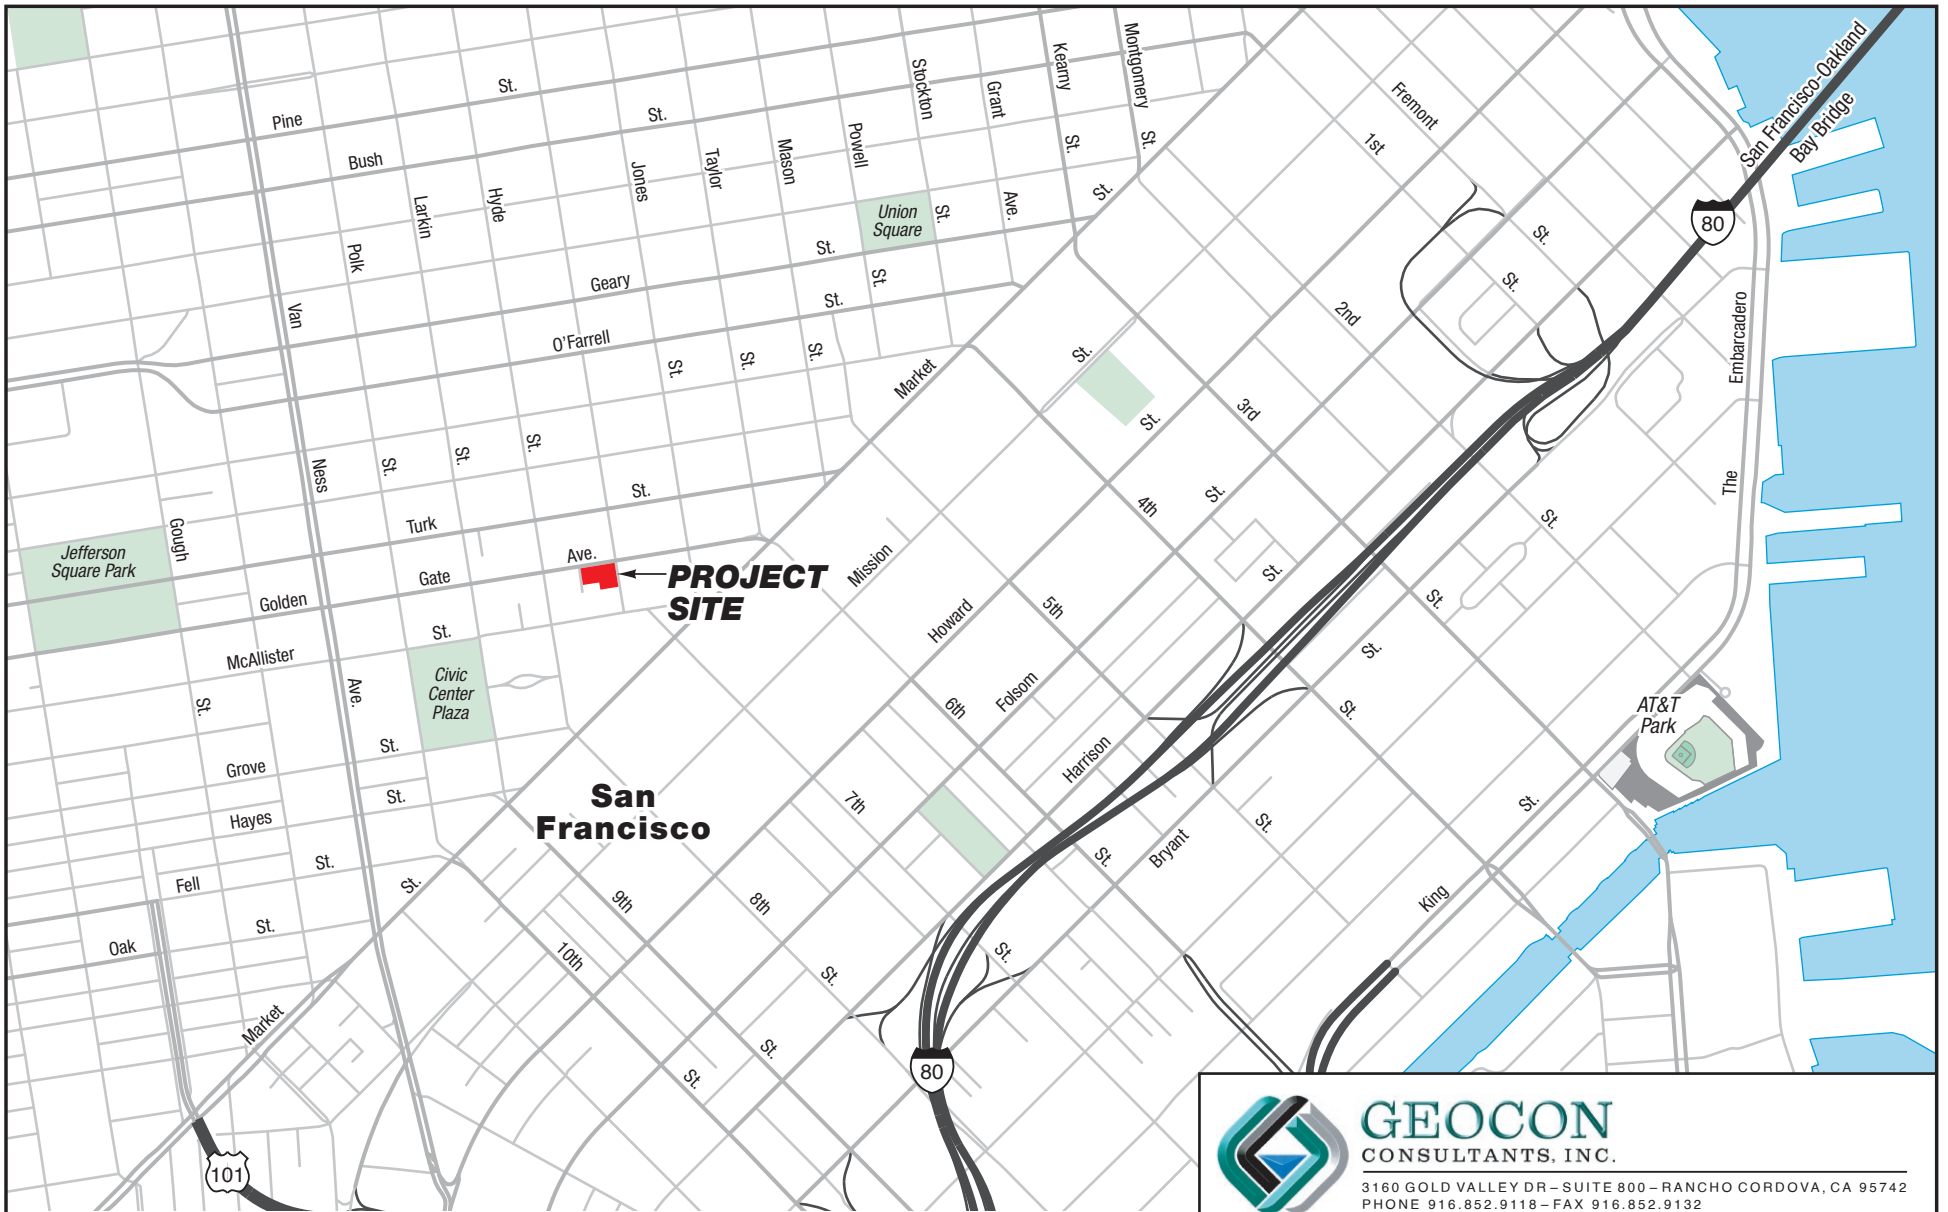 Pine
St.
Bush
St.
Stockton
St.
Grant
Ave.
Kearny
St.
Montgomery
St.
Powell
St.
Mason
St.
Taylor
St.
Jones
St.
Hyde
St.
Larkin
St.
Polk
St.
Van
Ness
Ave.
Gough
St.
Union
Square
Geary
St.
O'Farrell
St.
Turk
St.
Golden
Gate
Ave.
PROJECT
SITE
McAllister
St.
Jefferson
Square Park
Civic
Center
Plaza
Grove
St.
Hayes
St.
Fell
St.
Oak
St.
Market
St.
Market
St.
San
Francisco
Mission
St.
Howard
St.
Folsom
St.
Harrison
St.
Bryant
St.
King
St.
Fremont
St.
1st
St.
2nd
St.
3rd
St.
4th
St.
5th
St.
6th
St.
7th
St.
8th
St.
9th
St.
10th
St.
San Francisco-Oakland
Bay Bridge
80
The
Embarcadero
AT&T
Park
80
101
GEOCON
CONSULTANTS, INC.
3160 GOLD VALLEY DR – SUITE 800 – RANCHO CORDOVA, CA 95742
PHONE 916.852.9118 – FAX 916.852.9132